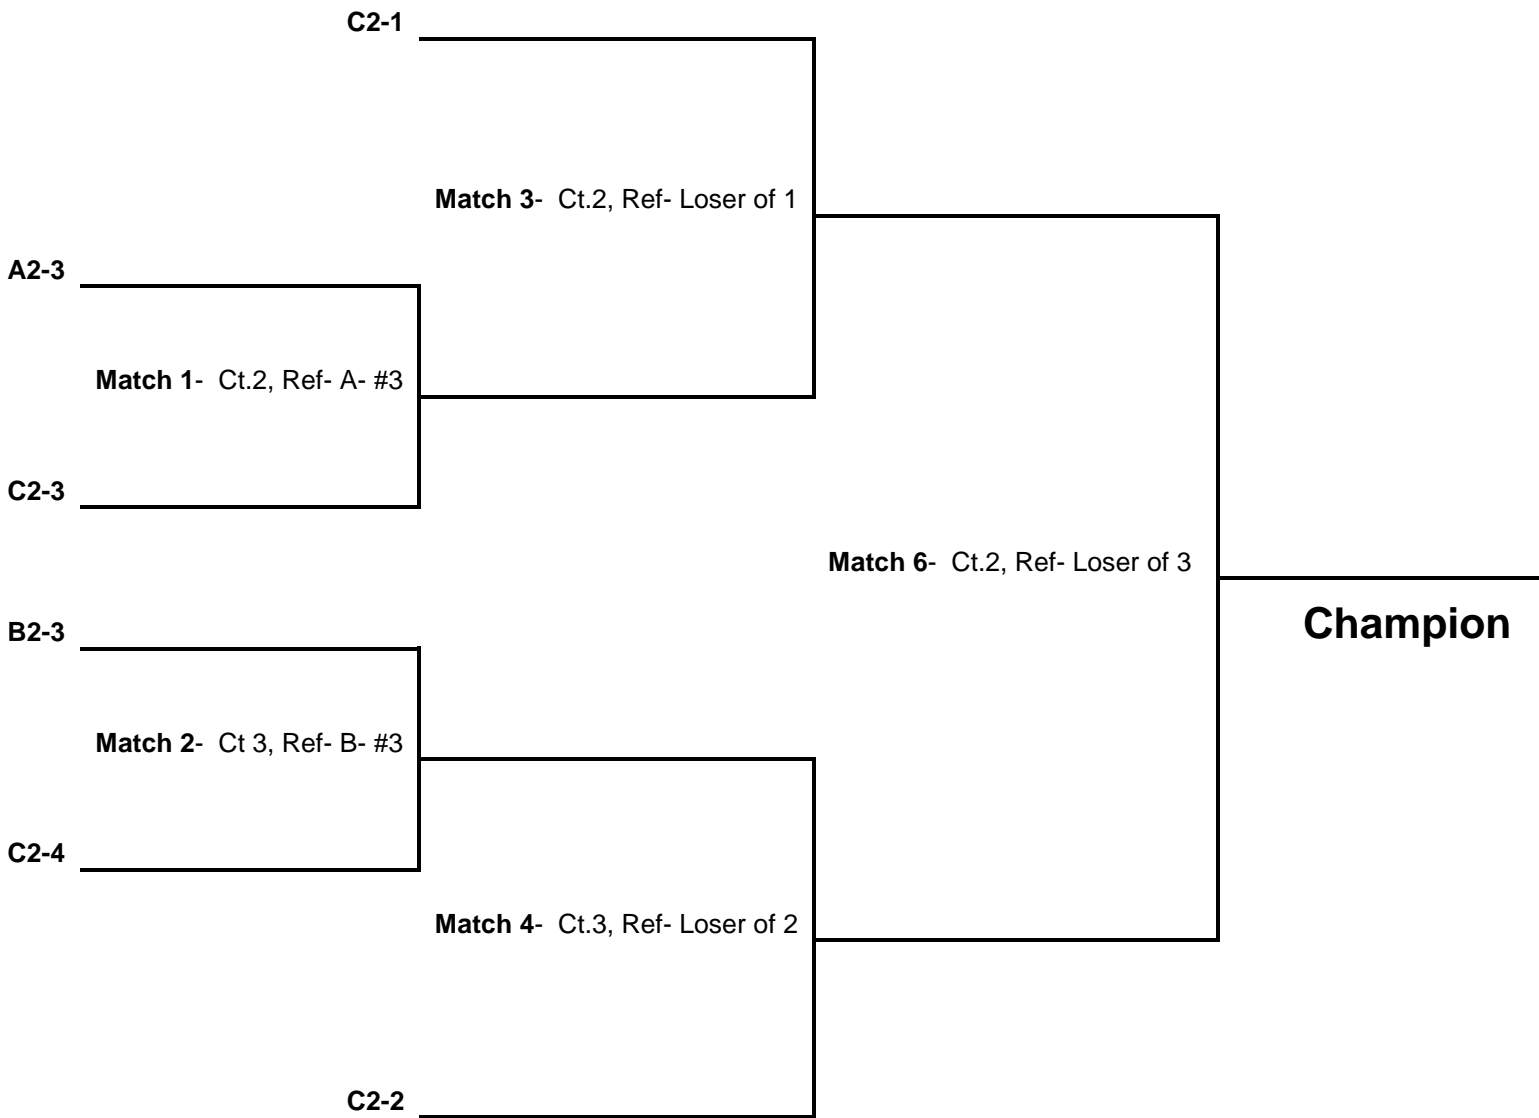 C2-1
Match 3-  Ct.2, Ref- Loser of 1
A2-3
Match 1-  Ct.2, Ref- A- #3
C2-3
Match 6-  Ct.2, Ref- Loser of 3
Champion
B2-3
Match 2-  Ct 3, Ref- B- #3
C2-4
Match 4-  Ct.3, Ref- Loser of 2
C2-2